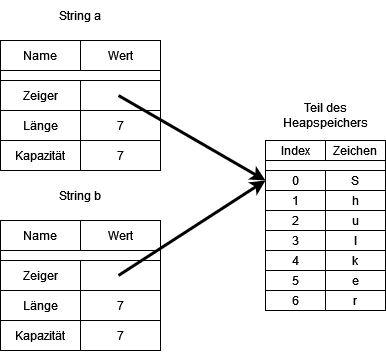 String a
Name Wert
Zeiger
Länge 7
Kapazität 7
String b
Name Wert
Zeiger
Länge 7
Kapazität 7
Teil des
Heapspeichers
Index Zeichen
0 S
1 h
2 u
3 l
4 k
5 e
6 r